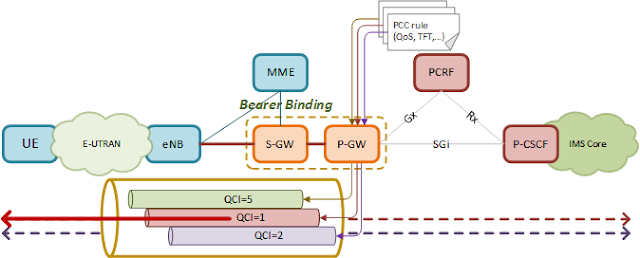 PCC rule
(QoS, TFT,...)
MME
PCRF
Bearer Binding
Gx
Rx
UE
E-UTRAN
eNB
S-GW
P-GW
SGi
P-CSCF
IMS Core
QCI=5
QCI=1
QCI=2